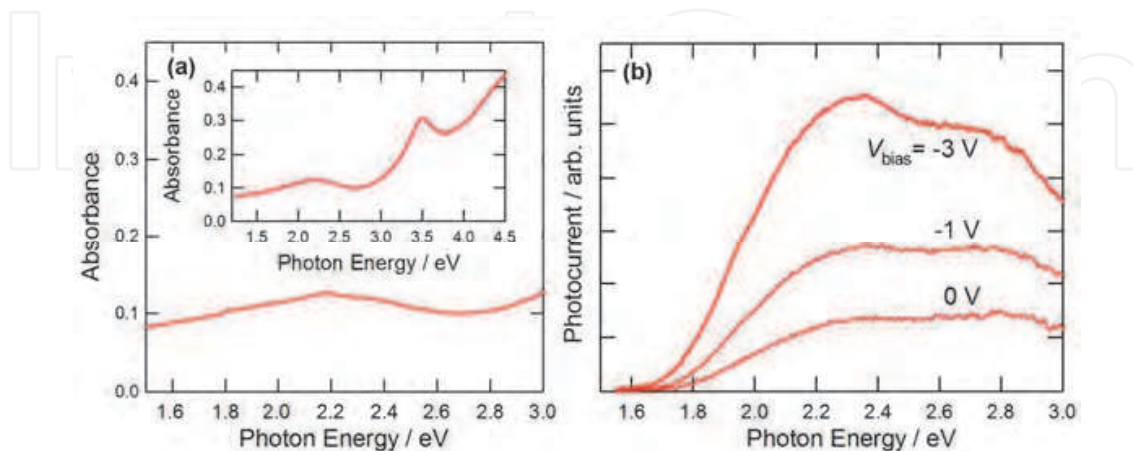 (a)
Absorbance
0.4
0.3
0.2
0.1
0.0
1.6 1.8 2.0 2.2 2.4 2.6 2.8 3.0
Photon Energy / eV
Absorbance
0.4
0.3
0.2
0.1
0.0
1.5 2.0 2.5 3.0 3.5 4.0 4.5
Photon Energy / eV
(b)
Photocurrent / arb. units
Vbias= -3 V
-1 V
0 V
1.6 1.8 2.0 2.2 2.4 2.6 2.8 3.0
Photon Energy / eV